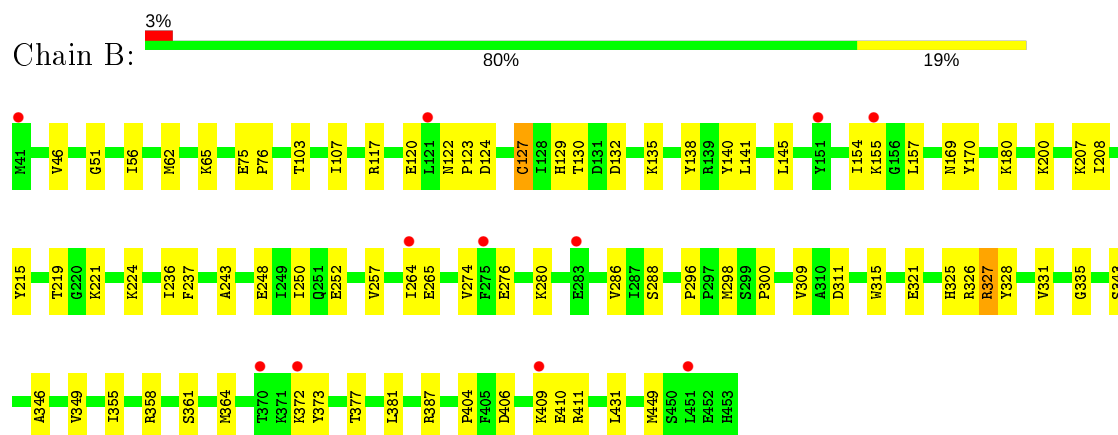 3%
Chain B:
80% 19%
M41 V46 G51 I56 M62 K65 E75 P76 T103 I107 R117 E120 L121 N122 P123 D124 C127 I128 H129 T130 D131 D132 K135 Y138 R139 Y140 L141 L145 Y151 I154 K155 G156 L157 N169 Y170 K180 K200 K207 I208
Y215 T219 G220 K221 K224 I236 F237 A243 E248 I249 I250 Q251 E252 V257 I264 E265 V274 F275 E276 K280 E283 V286 I287 S288 P296 P297 M298 S299 P300 V309 A310 D311 W315 E321 H325 R326 R327 Y328 V331 G335 S343
A346 V349 I355 R358 S361 M364 T370 K371 K372 Y373 T377 L381 R387 P404 F405 D406 K409 E410 R411 L431 M449 S450 L451 E452 H453